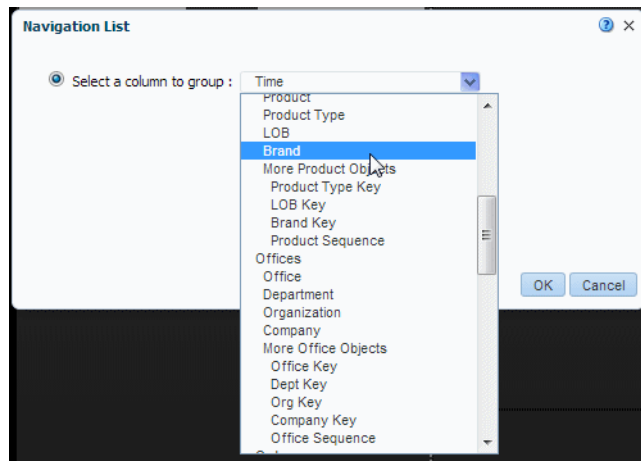 Navigation List
Select a column to group :
Time
Product
Product Type
LOB
Brand
More Product Objects
Product Type Key
LOB Key
Brand Key
Product Sequence
Offices
Office
Department
Organization
Company
More Office Objects
Office Key
Dept Key
Org Key
Company Key
Office Sequence
OK
Cancel